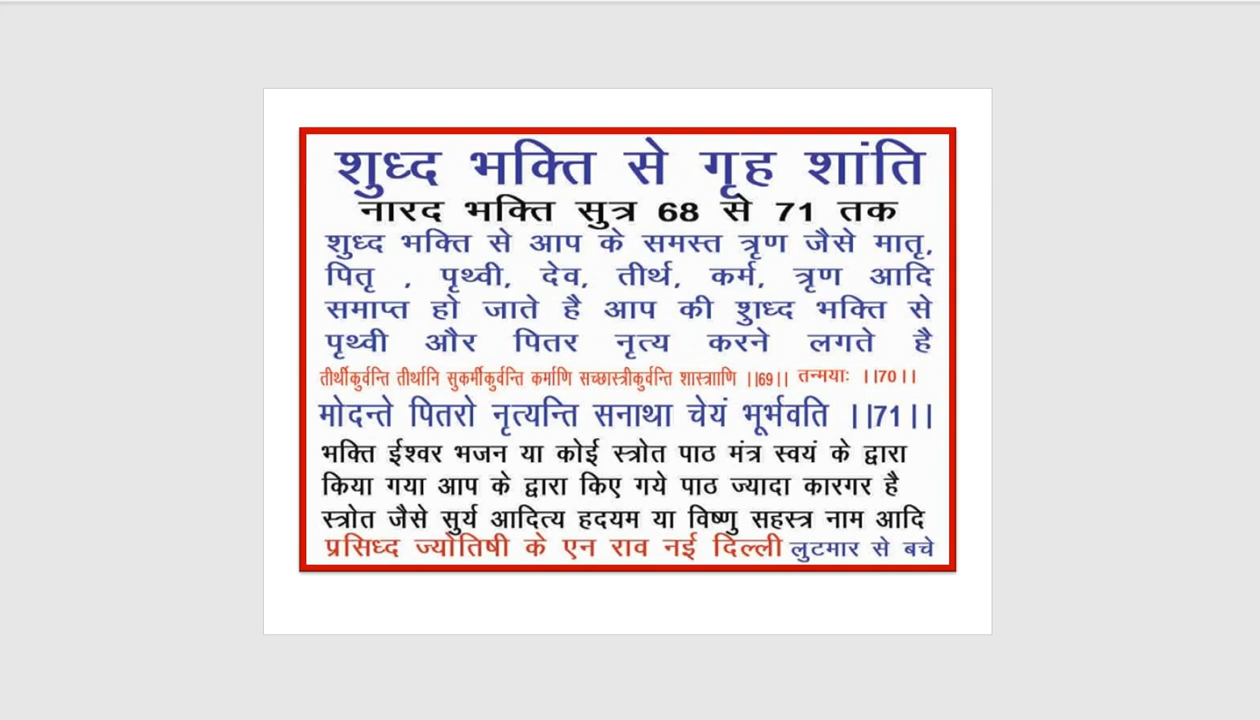 शुध्द भक्ति से गृह शांति
नारद भक्ति सुत्र 68 से 71 तक
शुध्द भक्ति से आप के समस्त त्रृण जैसे मातृ,
पितृ , पृथ्वी, देव, तीर्थ, कर्म, त्रृण आदि
समाप्त हो जाते है आप की शुध्द भक्ति से
पृथ्वी और पितर नृत्य करने लगते है
तीर्थीकुर्वन्ति तीर्थानि सुकर्मीकुर्वन्ति कर्माणि सच्छास्त्रीकुर्वन्ति शास्त्रााणि ।।69।। तन्मयाः ।।70।।
मोदन्ते पितरो नृत्यन्ति सनाथा चेयं भूर्भवति ।।71।।
भक्ति ईश्वर भजन या कोई स्त्रोत पाठ मंत्र स्वयं के द्वारा
किया गया आप के द्वारा किए गये पाठ ज्यादा कारगर है
स्त्रोत जैसे सुर्य आदित्य हदयम या विष्णु सहस्त्र नाम आदि
प्रसिध्द ज्योतिषी के एन राव नई दिल्ली लुटमार से बचे